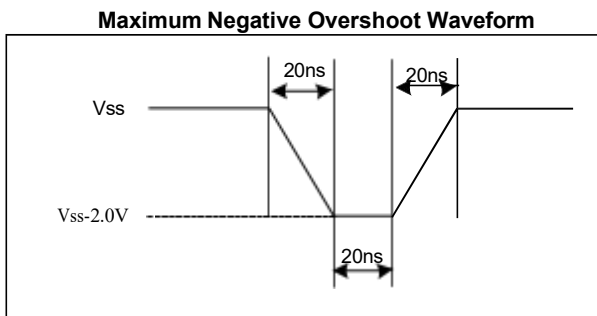 Maximum Negative Overshoot Waveform
20ns
20ns
Vss
Vss-2.0V
20ns